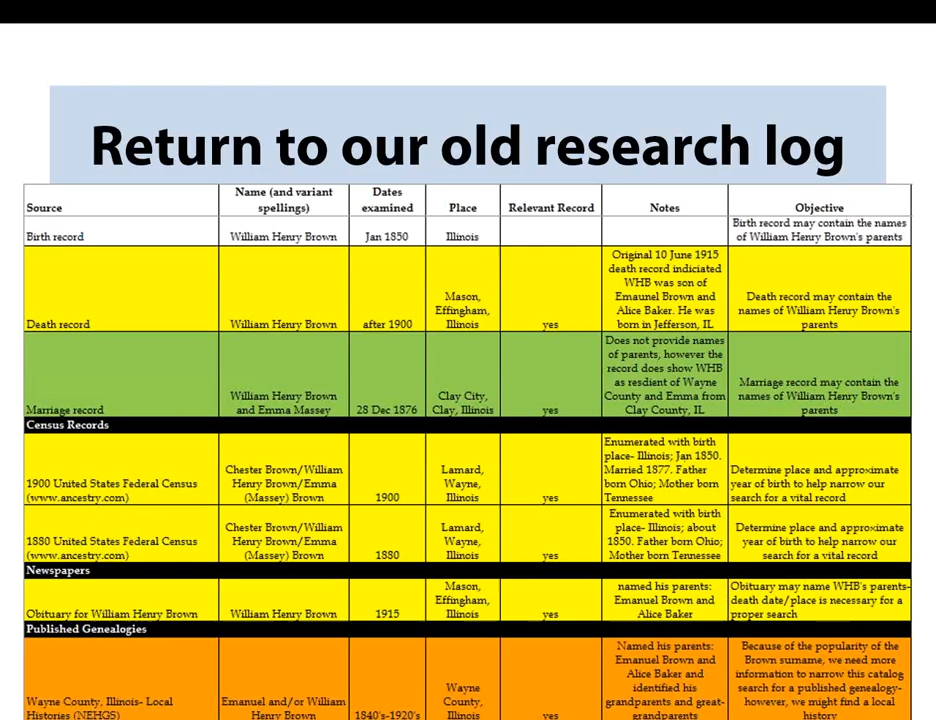 Return to our old research log
Source
Name (and variant
spellings)
Dates
examined
Place
Relevant Record
Notes
Objective
Birth record
William Henry Brown
Jan 1850
Illinois
Birth record may contain the names
of William Henry Brown's parents
Death record
William Henry Brown
after 1900
Mason,
Effingham,
Illinois
yes
Original 10 June 1915
death record indiciated
WHB was son of
Emaunel Brown and
Alice Baker. He was
born in Jefferson, IL
Death record may contain the
names of William Henry Brown's
parents
Marriage record
William Henry Brown
and Emma Massey
28 Dec 1876
Clay City,
Clay, Illinois
yes
Does not provide names
of parents, however the
record does show WHB
as resdient of Wayne
County and Emma from
Clay County, IL
Marriage record may contain the
names of William Henry Brown's
parents
Census Records
1900 United States Federal Census
(www.ancestry.com)
Chester Brown/William
Henry Brown/Emma
(Massey) Brown
1900
Lamard,
Wayne,
Illinois
yes
Enumerated with birth
place- Illinois; Jan 1850.
Married 1877. Father
born Ohio; Mother born
Tennessee
Determine place and approximate
year of birth to help narrow our
search for a vital record
1880 United States Federal Census
(www.ancestry.com)
Chester Brown/William
Henry Brown/Emma
(Massey) Brown
1880
Lamard,
Wayne,
Illinois
yes
Enumerated with birth
place- Illinois; about
1850. Father born Ohio;
Mother born Tennessee
Determine place and approximate
year of birth to help narrow our
search for a vital record
Newspapers
Obituary for William Henry Brown
William Henry Brown
1915
Mason,
Effingham,
Illinois
yes
named his parents:
Emanuel Brown and
Alice Baker
Obituary may name WHB's parents-
death date/place is necessary for a
proper search
Published Genealogies
Wayne County, Illinois- Local
Histories (NEHGS)
Emanuel and/or William
Henry Brown
1840's-1920's
Wayne
County,
Illinois
yes
Named his parents:
Emanuel Brown and
Alice Baker and
identified his
grandparents and great-
grandparents
Because of the popularity of the
Brown surname, we need more
information to narrow this catalog
search for a published genealogy-
however, we might find a local
history